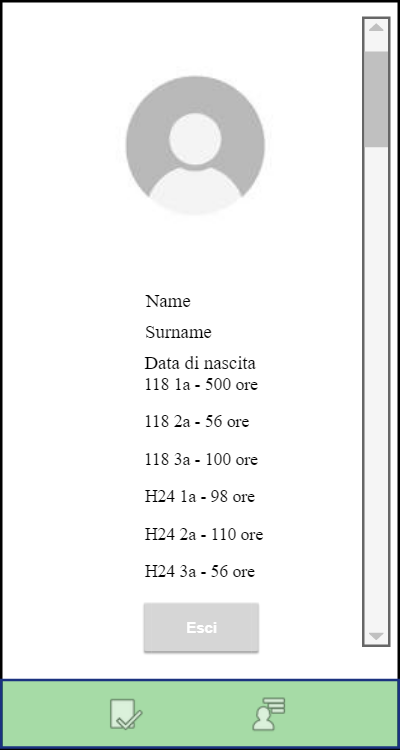 Name
Surname
Data di nascita
118 1a - 500 ore
118 2a - 56 ore
118 3a - 100 ore
H24 1a - 98 ore
H24 2a - 110 ore
H24 3a - 56 ore
Esci